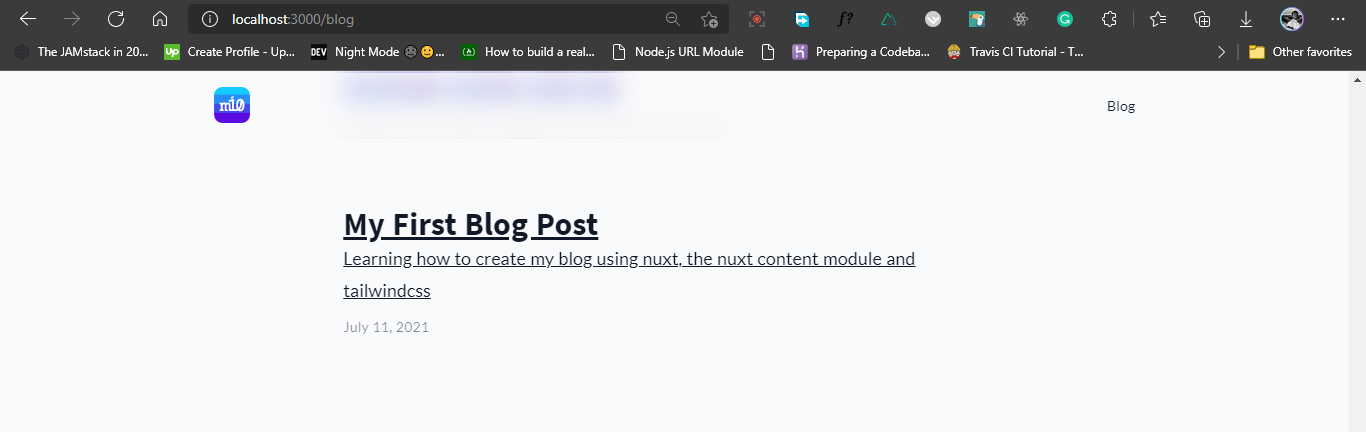 localhost:3000/blog
f?
The JAMstack in 20...
Up
Create Profile - Up...
DEV
Night Mode 🌚🌞...
How to build a real...
Node.js URL Module
Preparing a Codeba...
Travis CI Tutorial - T...
Other favorites
mi0
Blog
My First Blog Post
Learning how to create my blog using nuxt, the nuxt content module and
tailwindcss
July 11, 2021